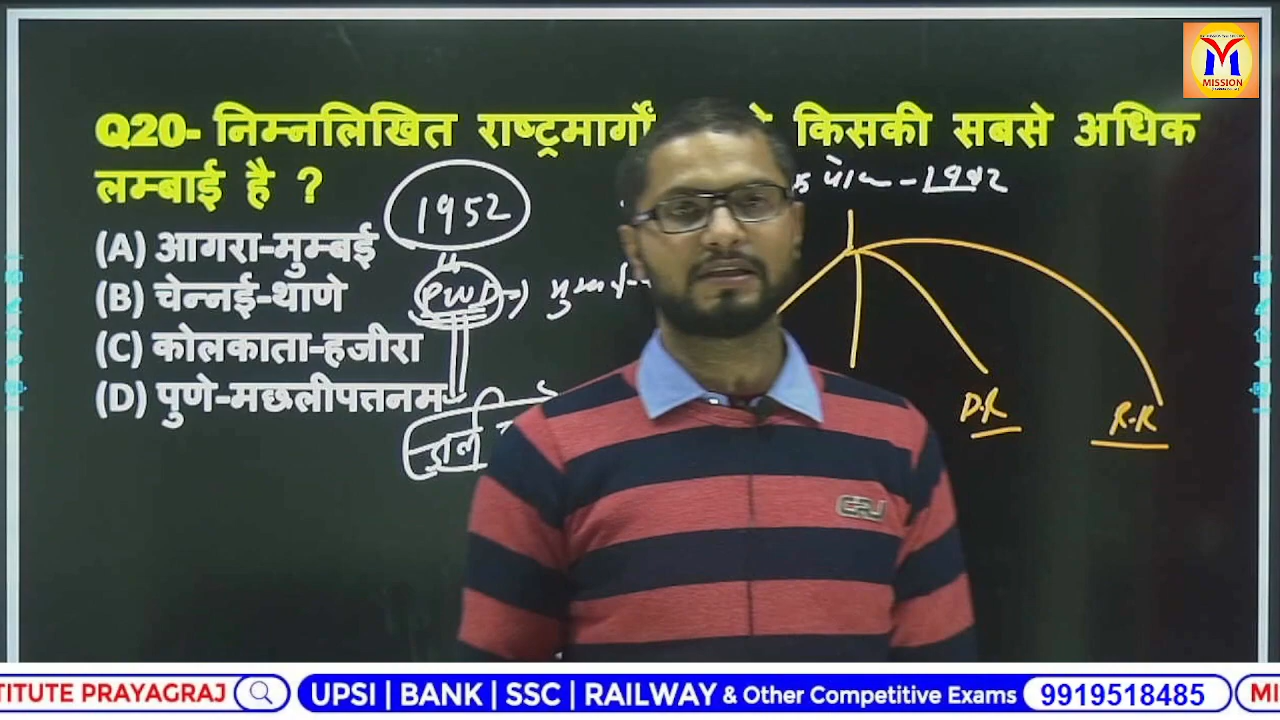 MISSION
Q20- निम्नलिखित राष्ट्रमार्गों किसकी सबसे अधिक
लम्बाई है ?
(A) आगरा-मुम्बई
(B) चेन्नई-थाणे
(C) कोलकाता-हजीरा
(D) पुणे-मछलीपत्तनम
1952
PWD
D.R
R.R
TITUTE PRAYAGRAJ
UPSI | BANK | SSC | RAILWAY & Other Competitive Exams
9919518485
MI